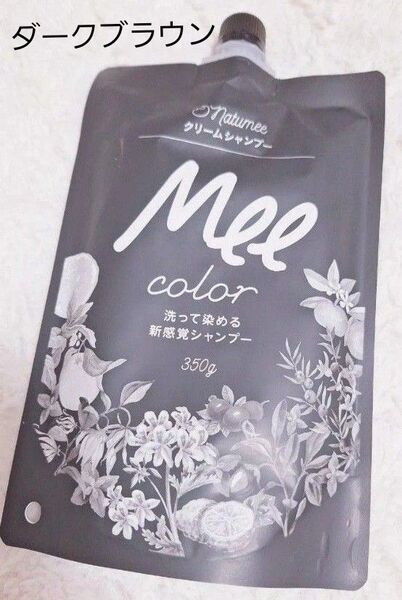 ダークブラウン
Natumee
クリームシャンプー
Mee
color
洗って染める
新感覚シャンプー
350g